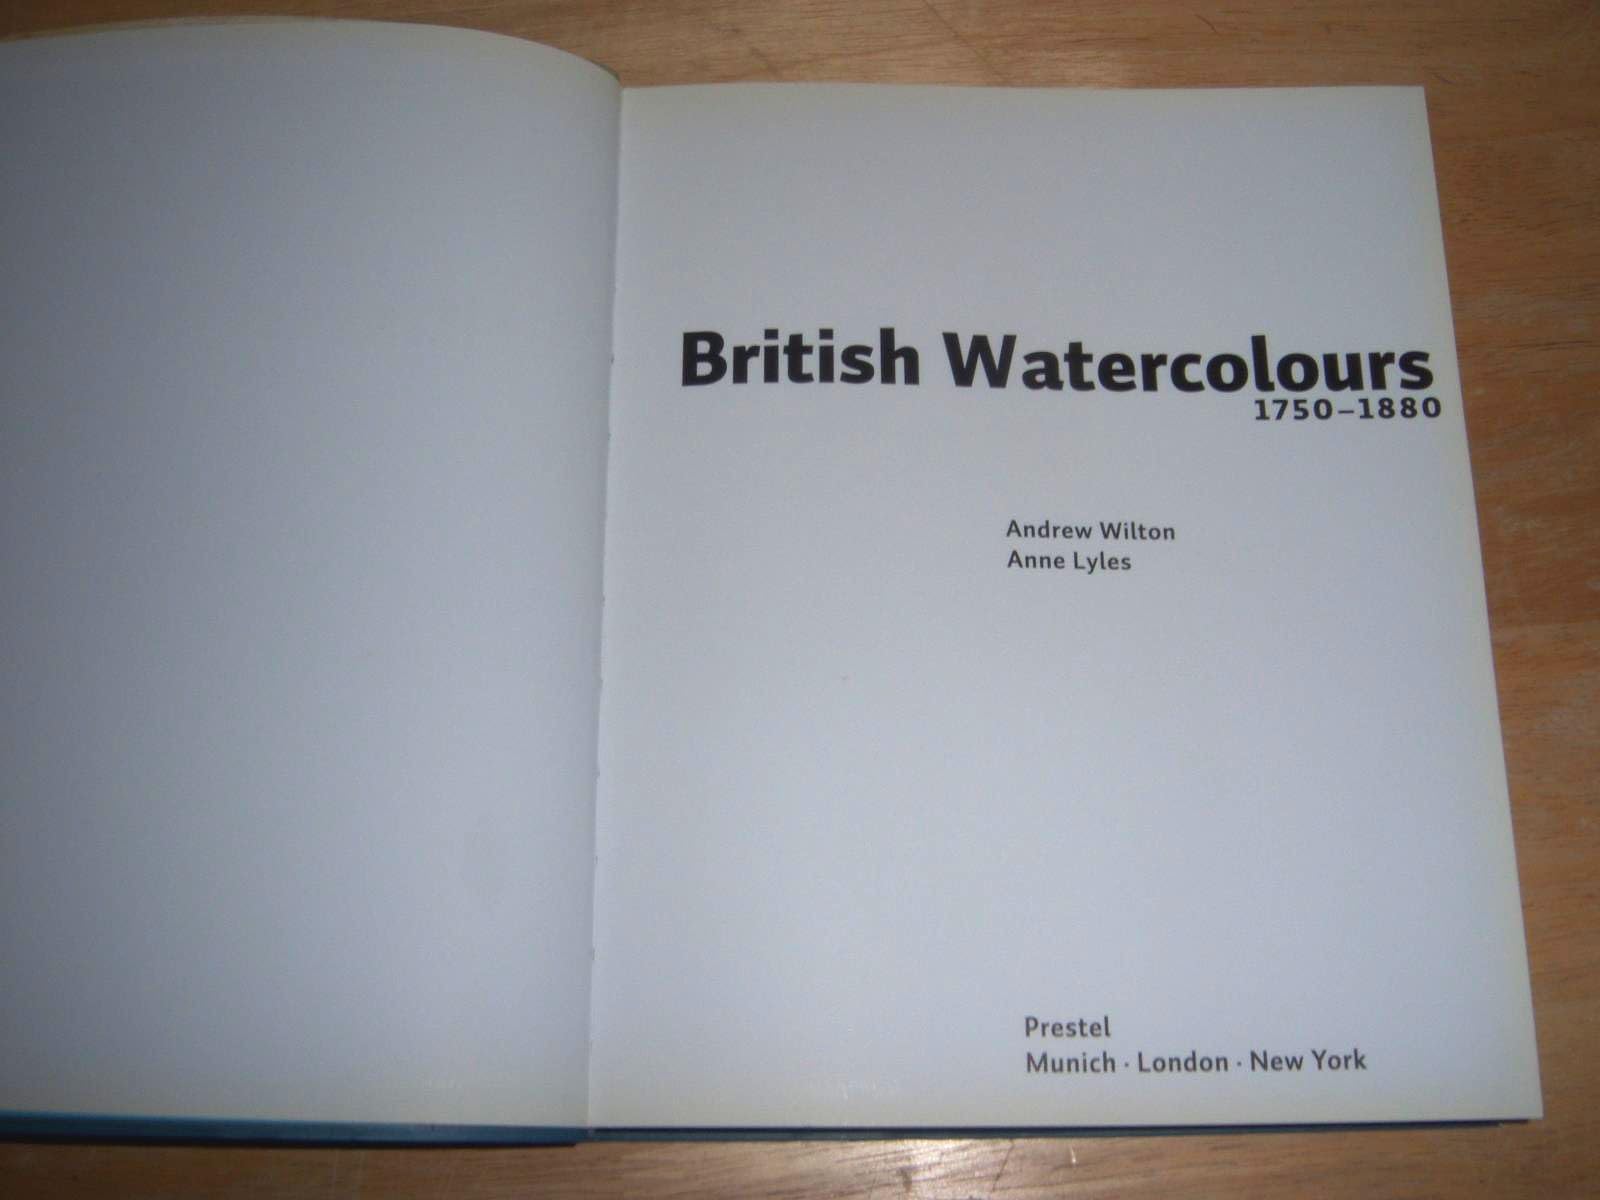 British Watercolours
1750–1880
Andrew Wilton
Anne Lyles
Prestel
Munich · London · New York